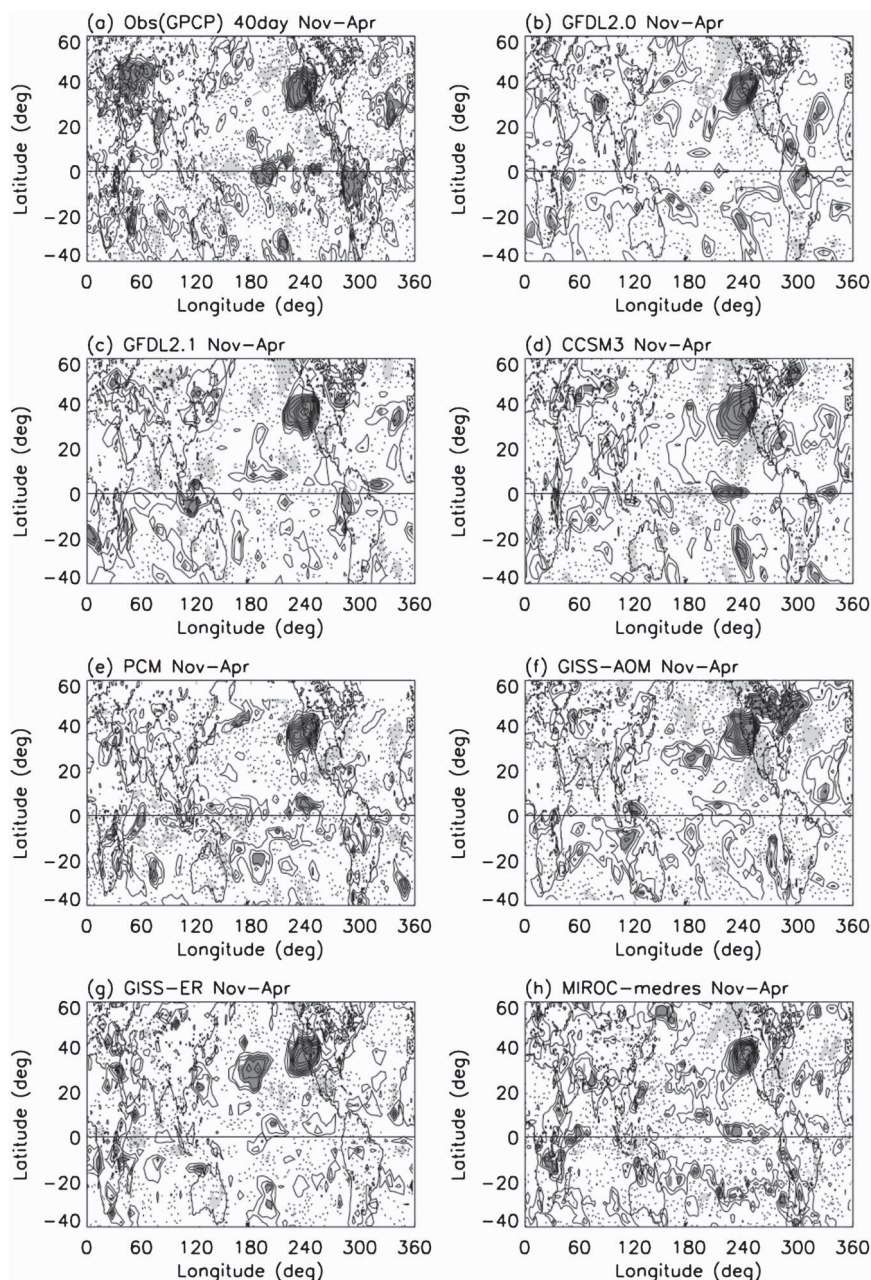 (a) Obs(GPCP) 40day Nov-Apr
60
40
20
0
-20
-40
Latitude (deg)
0 60 120 180 240 300 360
Longitude (deg)
(b) GFDL2.0 Nov-Apr
60
40
20
0
-20
-40
Latitude (deg)
0 60 120 180 240 300 360
Longitude (deg)
(c) GFDL2.1 Nov-Apr
60
40
20
0
-20
-40
Latitude (deg)
0 60 120 180 240 300 360
Longitude (deg)
(d) CCSM3 Nov-Apr
60
40
20
0
-20
-40
Latitude (deg)
0 60 120 180 240 300 360
Longitude (deg)
(e) PCM Nov-Apr
60
40
20
0
-20
-40
Latitude (deg)
0 60 120 180 240 300 360
Longitude (deg)
(f) GISS-AOM Nov-Apr
60
40
20
0
-20
-40
Latitude (deg)
0 60 120 180 240 300 360
Longitude (deg)
(g) GISS-ER Nov-Apr
60
40
20
0
-20
-40
Latitude (deg)
0 60 120 180 240 300 360
Longitude (deg)
(h) MIROC-medres Nov-Apr
60
40
20
0
-20
-40
Latitude (deg)
0 60 120 180 240 300 360
Longitude (deg)